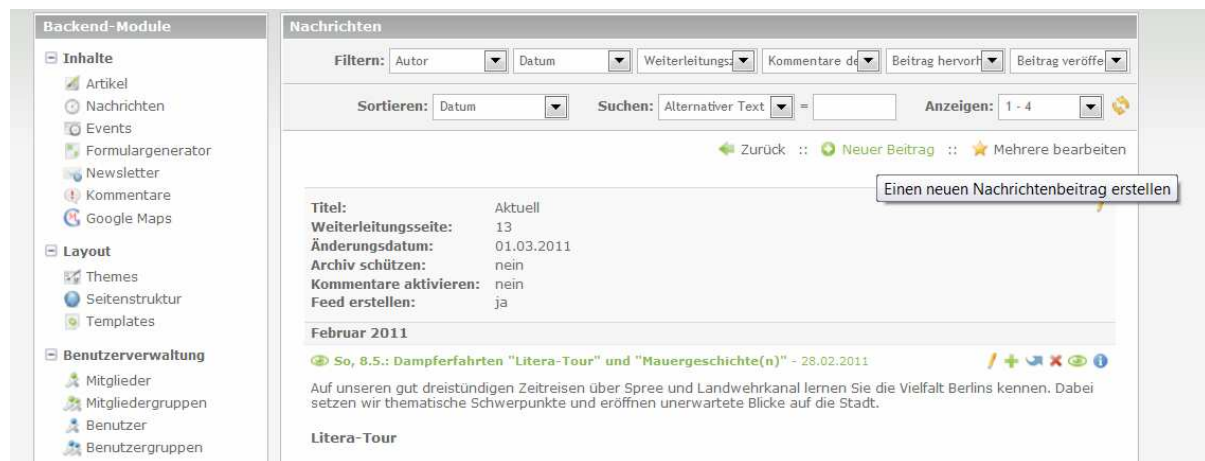 Backend-Module
Inhalte
Artikel
Nachrichten
Events
Formulargenerator
Newsletter
Kommentare
Google Maps
Layout
Themes
Seitenstruktur
Templates
Benutzerverwaltung
Mitglieder
Mitgliedergruppen
Benutzer
Benutzergruppen
Nachrichten
Filtern: Autor Datum Weiterleitungsz Kommentare de Beitrag hervorh Beitrag veröffe
Sortieren: Datum Suchen: Alternativer Text = Anzeigen: 1 - 4
Zurück :: Neuer Beitrag :: Mehrere bearbeiten
Einen neuen Nachrichtenbeitrag erstellen
Titel: Aktuell
Weiterleitungsseite: 13
Änderungsdatum: 01.03.2011
Archiv schützen: nein
Kommentare aktivieren: nein
Feed erstellen: ja
Februar 2011
So, 8.5.: Dampferfahrten "Litera-Tour" und "Mauergeschichte(n)" - 28.02.2011
Auf unseren gut dreistündigen Zeitreisen über Spree und Landwehrkanal lernen Sie die Vielfalt Berlins kennen. Dabei
setzen wir thematische Schwerpunkte und eröffnen unerwartete Blicke auf die Stadt.
Litera-Tour